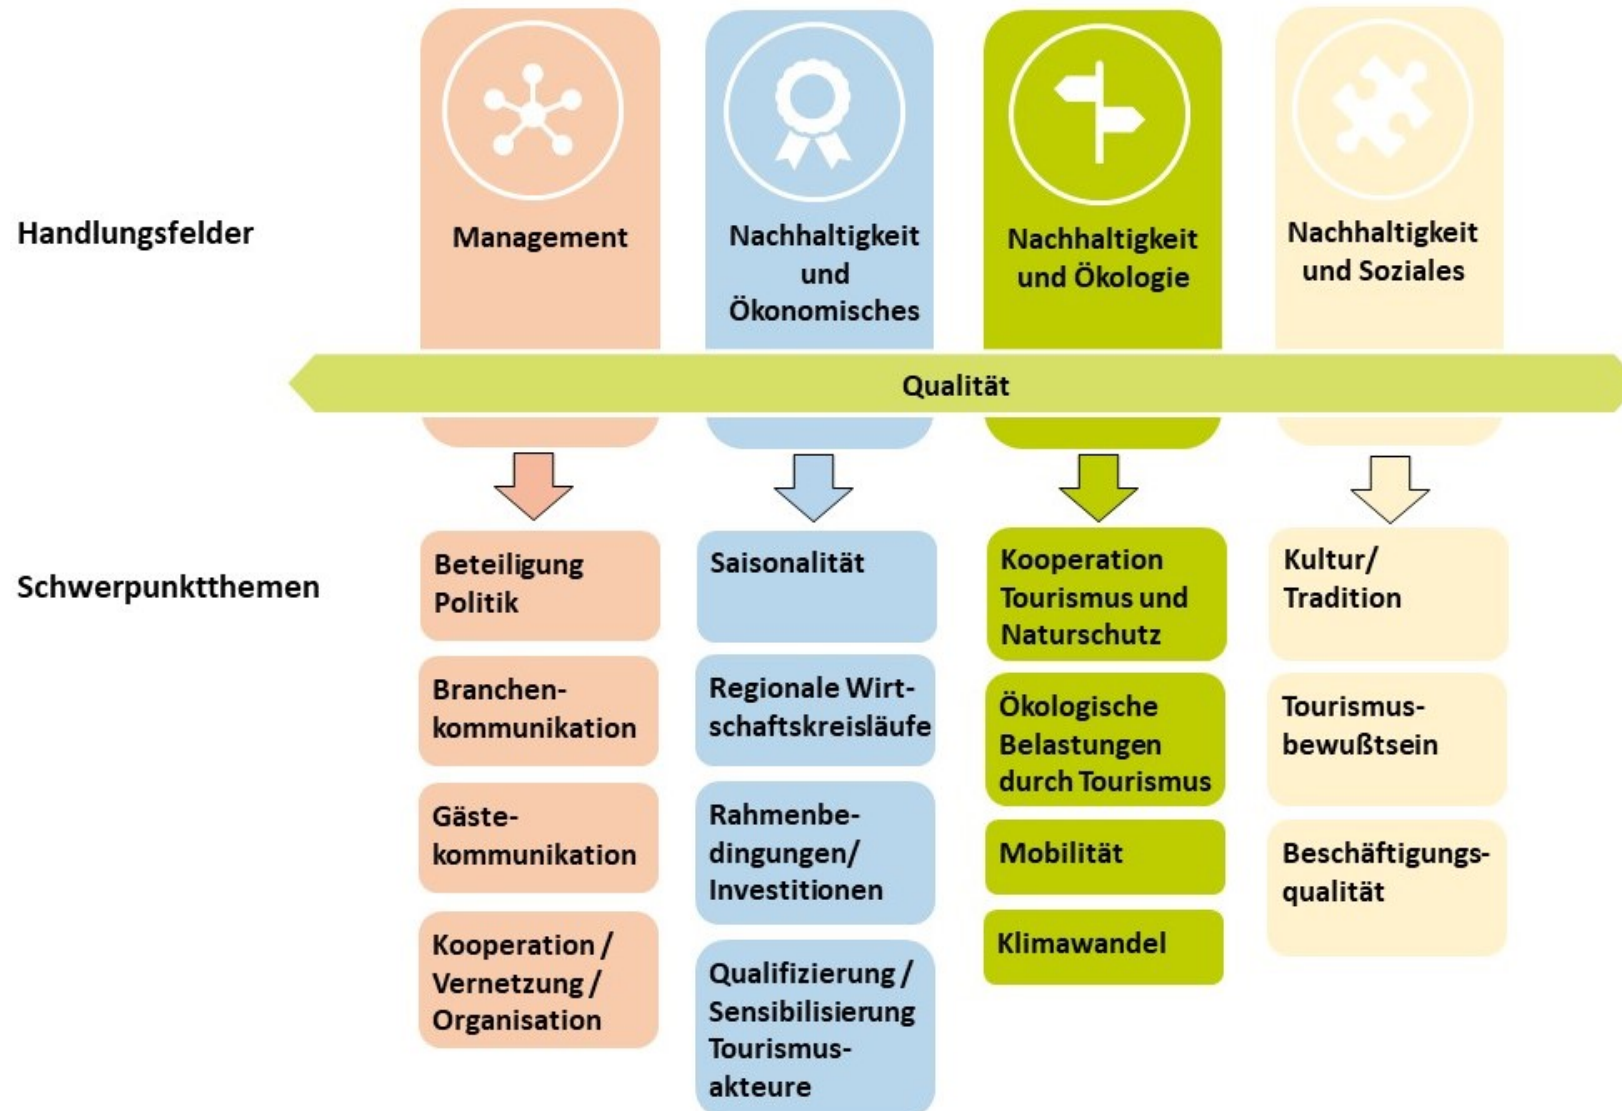 Handlungsfelder
Management
Nachhaltigkeit
und
Ökonomisches
Nachhaltigkeit
und Ökologie
Nachhaltigkeit
und Soziales
Qualität
Schwerpunktthemen
Beteiligung
Politik
Branchen-
kommunikation
Gäste-
kommunikation
Kooperation /
Vernetzung /
Organisation
Saisonalität
Regionale Wirt-
schaftskreisläufe
Rahmenbe-
dingungen/
Investitionen
Qualifizierung /
Sensibilisierung
Tourismus-
akteure
Kooperation
Tourismus und
Naturschutz
Ökologische
Belastungen
durch Tourismus
Mobilität
Klimawandel
Kultur/
Tradition
Tourismus-
bewußtsein
Beschäftigungs-
qualität